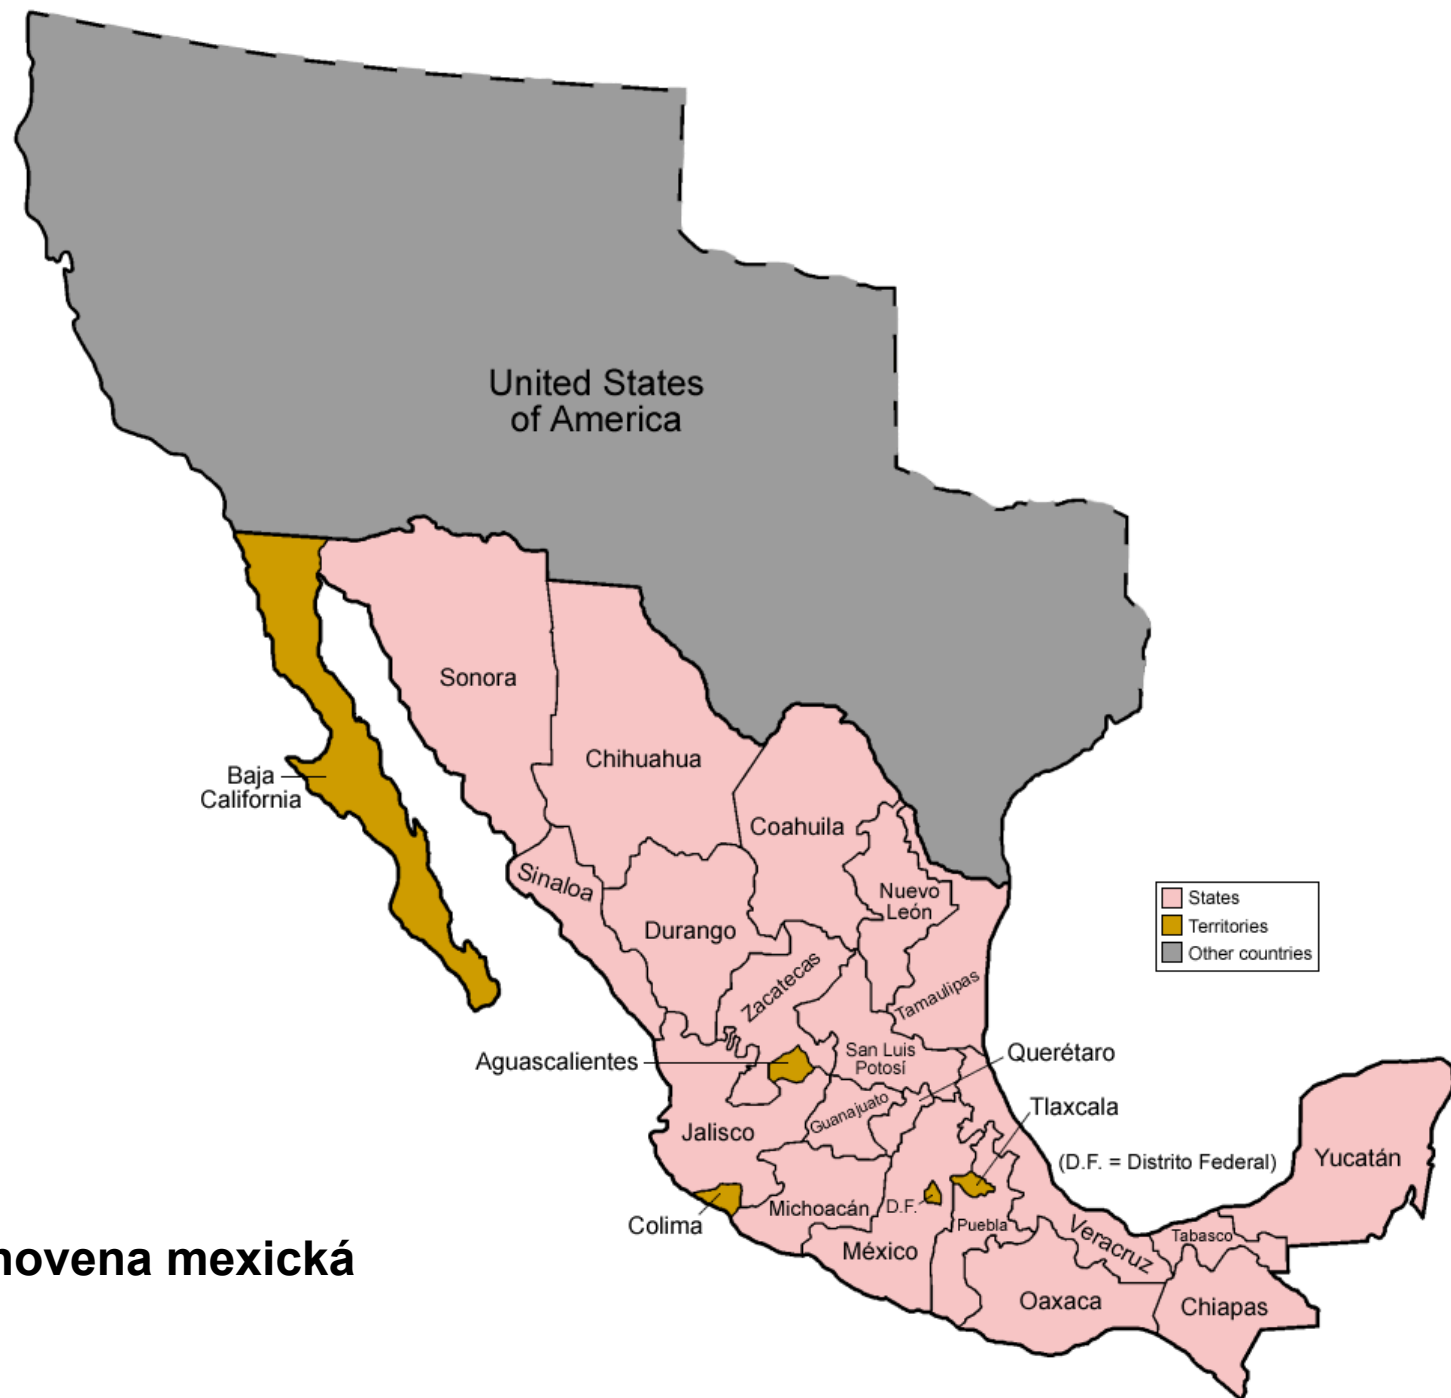 United States
of America
Sonora
Chihuahua
Baja
California
Coahuila
Sinaloa
Nuevo
León
Durango
States
Territories
Other countries
Zacatecas
Tamaulipas
Aguascalientes
San Luis
Potosí
Querétaro
Guanajuato
Tlaxcala
Jalisco
(D.F. = Distrito Federal)
Yucatán
Michoacán
D.F.
Colima
Puebla
Veracruz
Tabasco
México
mexická
Oaxaca
Chiapas